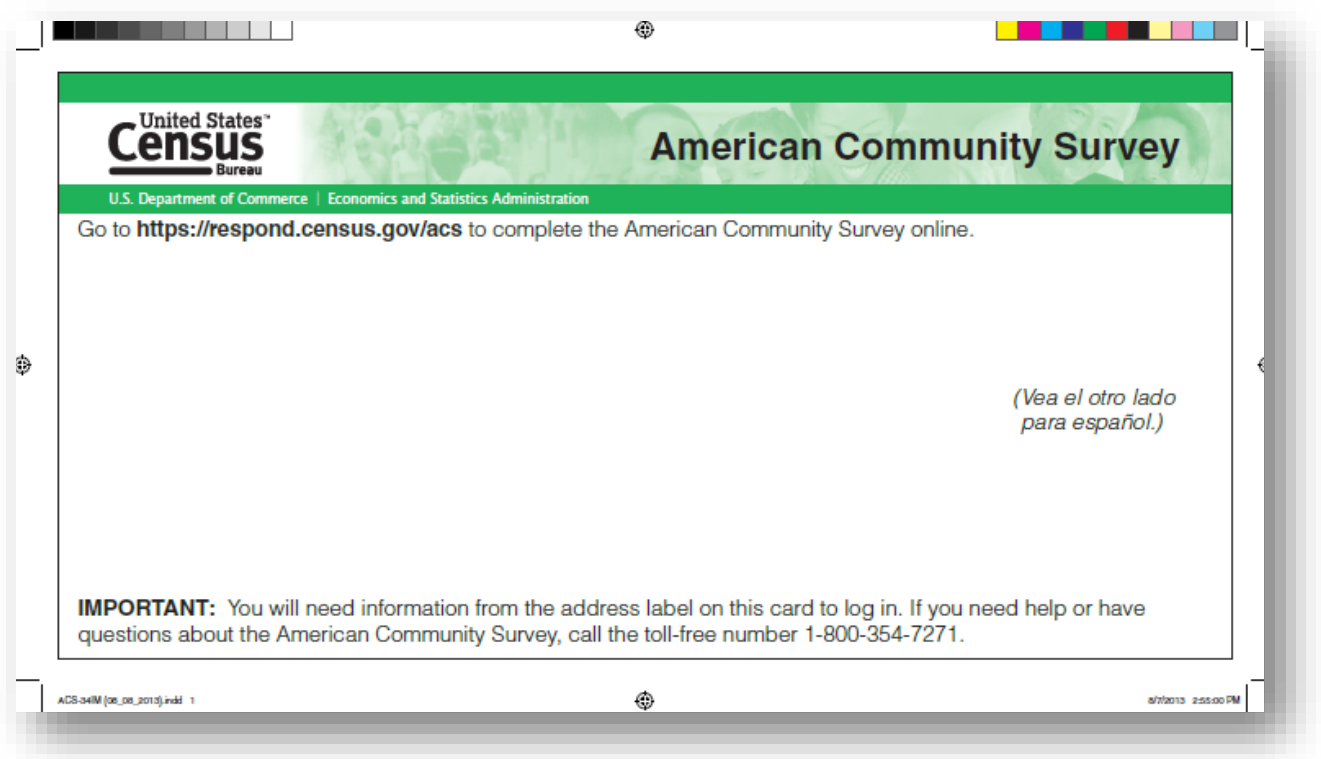 United States™
Census
Bureau
American Community Survey
U.S. Department of Commerce | Economics and Statistics Administration
Go to https://respond.census.gov/acs to complete the American Community Survey online.
(Vea el otro lado
para español.)
IMPORTANT: You will need information from the address label on this card to log in. If you need help or have
questions about the American Community Survey, call the toll-free number 1-800-354-7271.
ACS-34IM (08_08_2013).indd 1
8/7/2013 2:55:00 PM